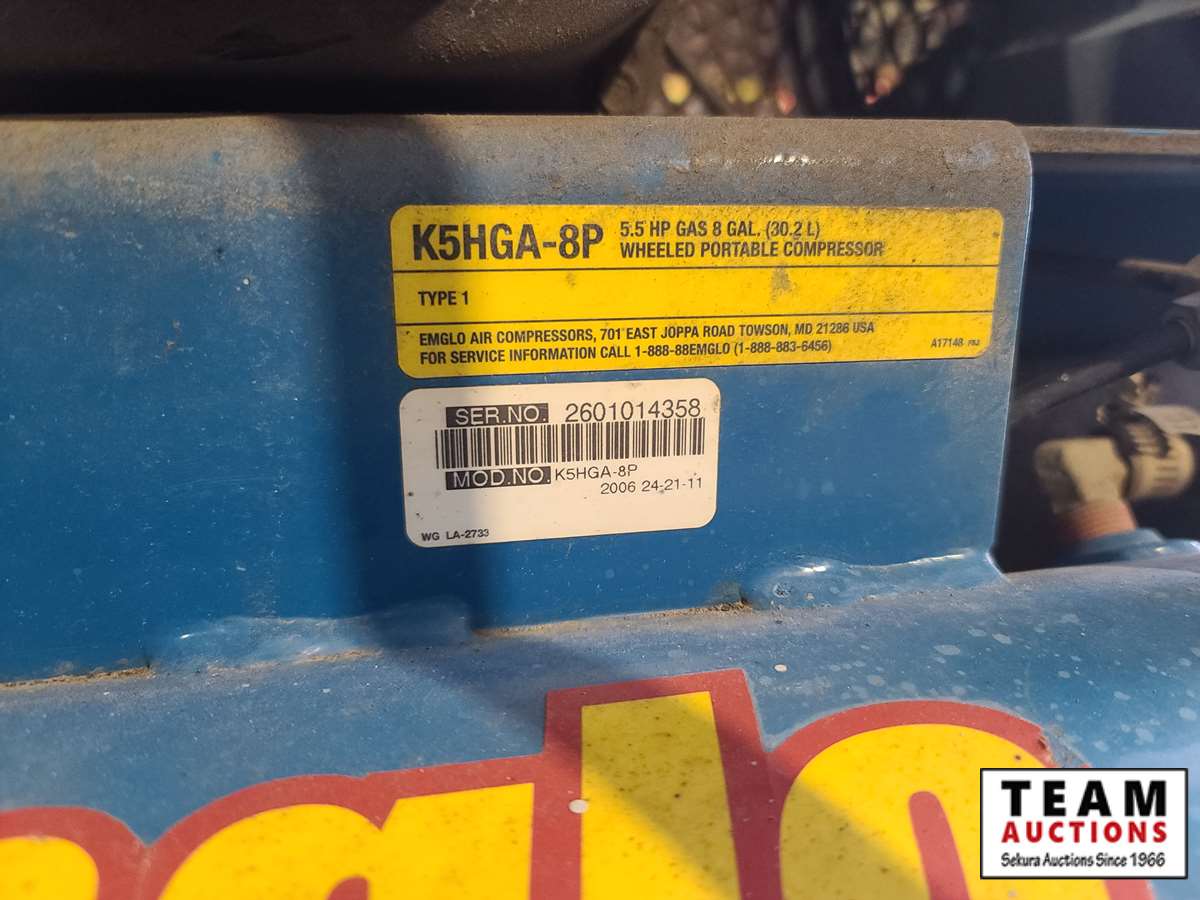 K5HGA-8P
5.5 HP GAS 8 GAL. (30.2 L)
WHEELED PORTABLE COMPRESSOR
TYPE 1
EMGLO AIR COMPRESSORS, 701 EAST JOPPA ROAD TOWSON, MD 21286 USA
FOR SERVICE INFORMATION CALL 1-888-88EMGLO (1-888-883-6456)
A17148
SER.NO. 2601014358
MOD.NO. K5HGA-8P
2006 24-21-11
WG LA-2733
glo
TEAM
AUCTIONS
Sekura Auctions Since 1966